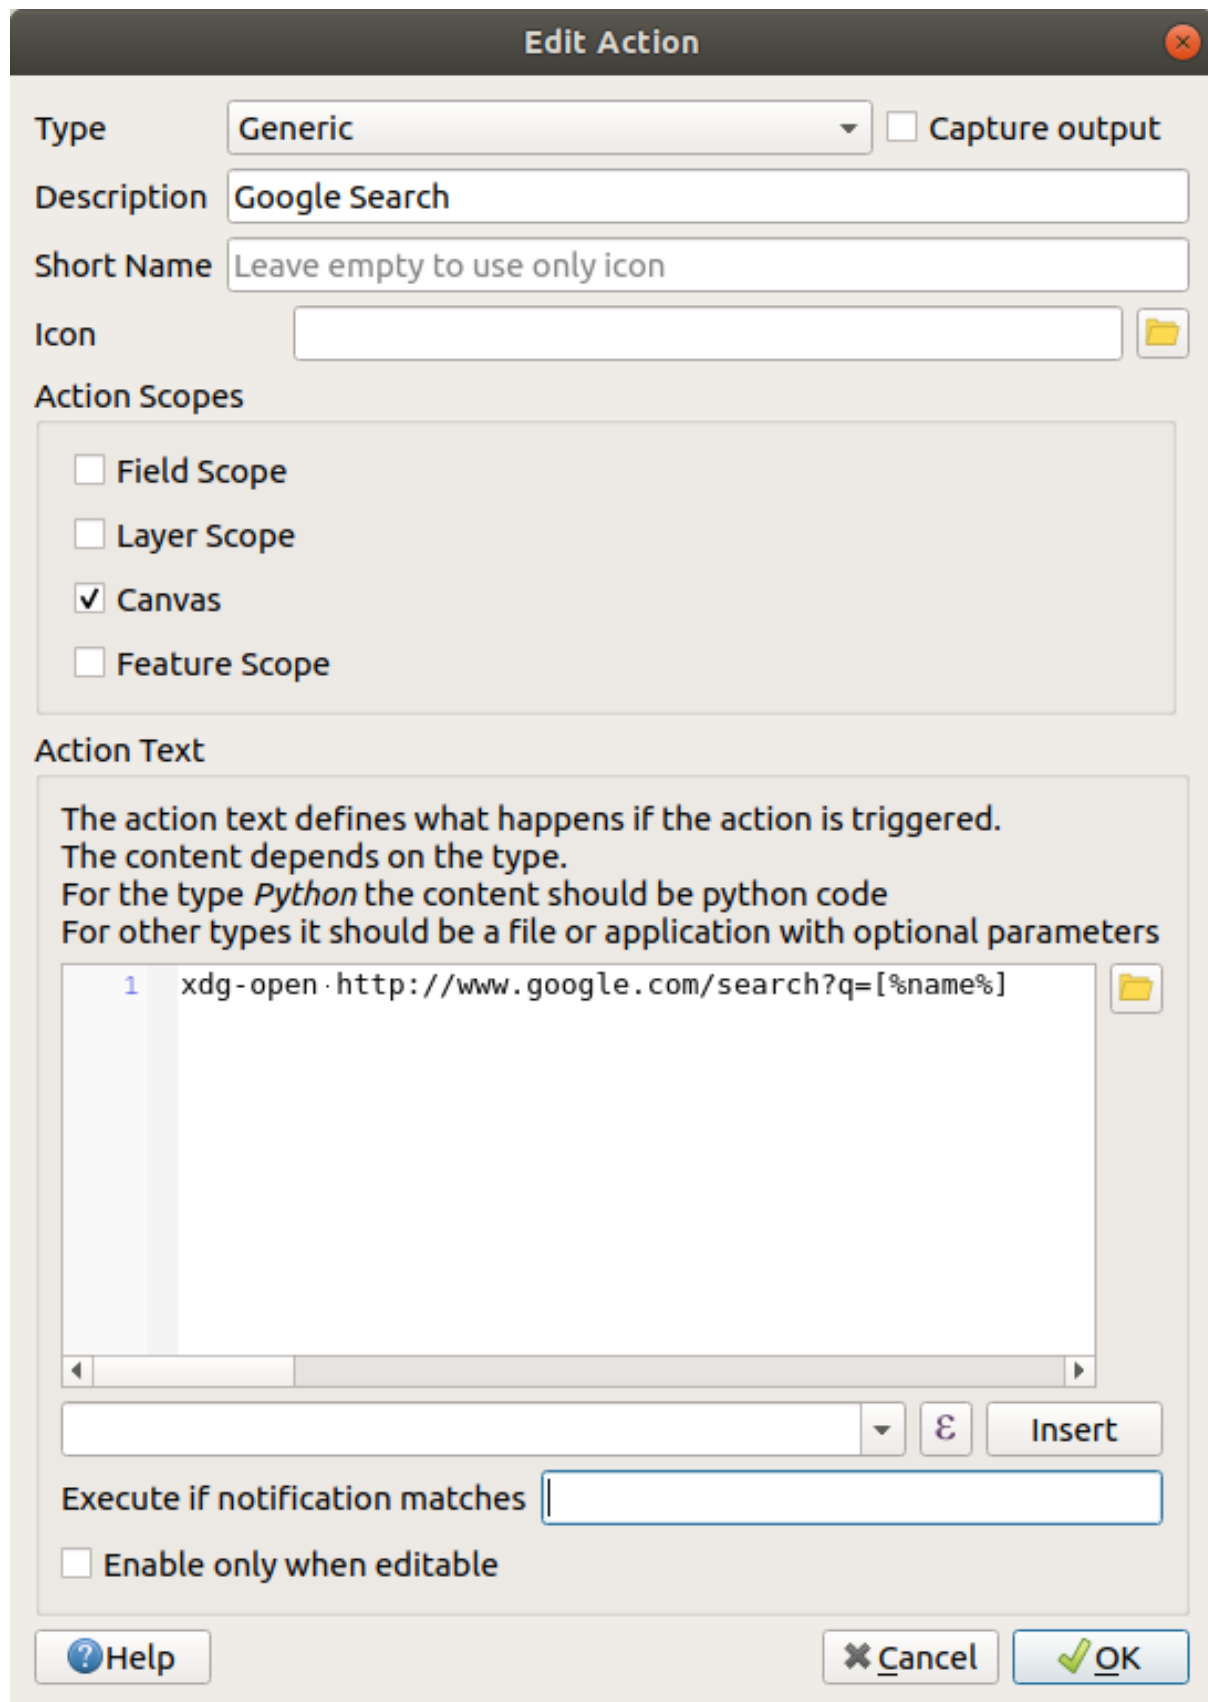 Edit Action
Type Generic Capture output
Description Google Search
Short Name Leave empty to use only icon
Icon
Action Scopes
Field Scope
Layer Scope
Canvas
Feature Scope
Action Text
The action text defines what happens if the action is triggered.
The content depends on the type.
For the type Python the content should be python code
For other types it should be a file or application with optional parameters
1 xdg-open·http://www.google.com/search?q=[%name%]
ε Insert
Execute if notification matches
Enable only when editable
Help Cancel OK